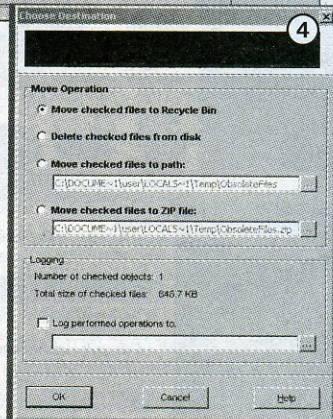 Choose Destination
4
Move Operation
Move checked files to Recycle Bin
Delete checked files from disk
Move checked files to path:
C:\DOCUME~1\user\LOCALS~1\Temp\ObsoleteFiles
...
Move checked files to ZIP file:
C:\DOCUME~1\user\LOCALS~1\Temp\ObsoleteFiles.zip
...
Logging
Number of checked objects: 1
Total size of checked files: 645,7 KB
Log performed operations to:
...
OK
Cancel
Help